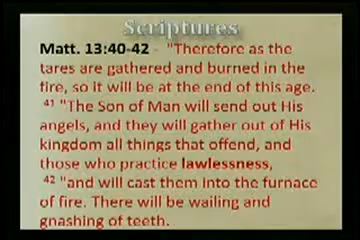 Scriptures
Matt. 13:40-42 - "Therefore as the
tares are gathered and burned in the
fire, so it will be at the end of this age.
41 "The Son of Man will send out His
angels, and they will gather out of His
kingdom all things that offend, and
those who practice lawlessness,
42 "and will cast them into the furnace
of fire. There will be wailing and
gnashing of teeth.